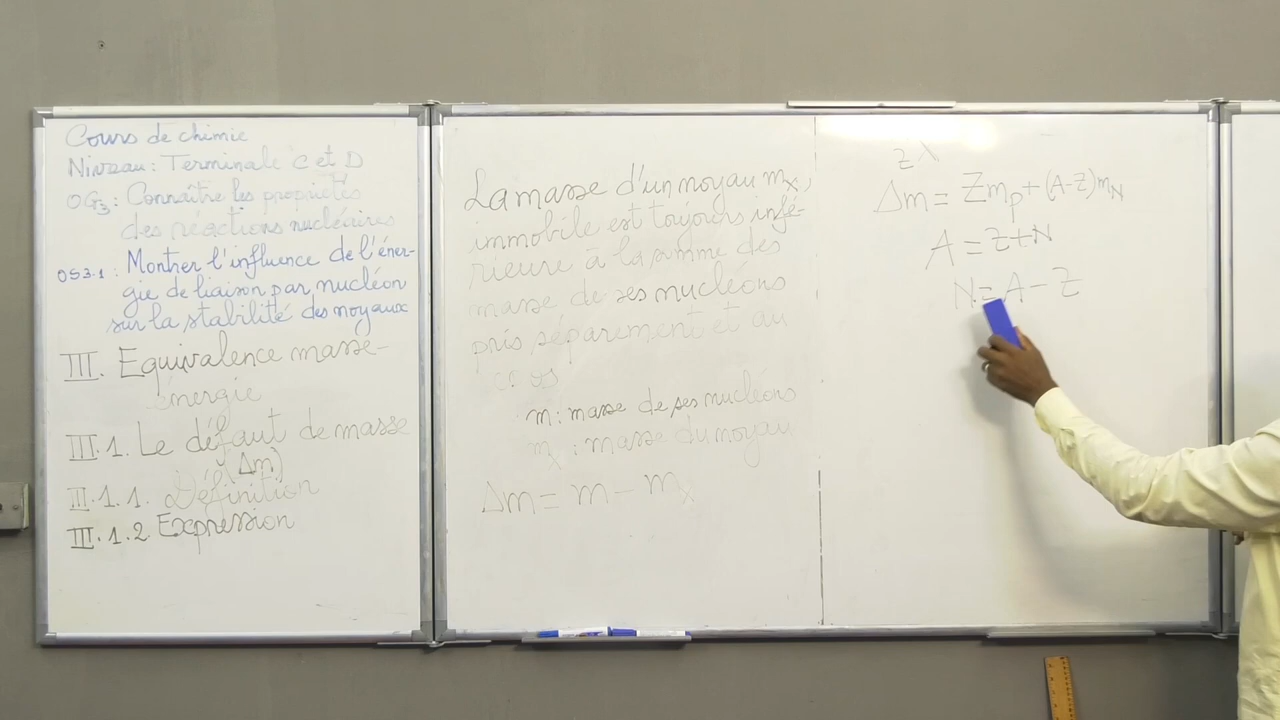 Cours de chimie
Niveau: Terminale C et D
OG3: Connaître les propriétés
des réactions nucléaires
OS3.1: Montrer l'influence de l'éner-
gie de liaison par nucléon
sur la stabilité des noyaux
III. Equivalence masse-
énergie
III.1. Le défaut de masse
(Δm)
III.1.1. Définition
III.1.2 Expression
La masse d'un noyau mx,
immobile est toujours infé-
rieure à la somme des
masse de ses nucléons
pris séparement et au
m: masse de ses nucléons
mx: masse du noyau
Δm = m - mx
Δm = Zmp + (A-Z)mN
A = Z+N
N = A - Z